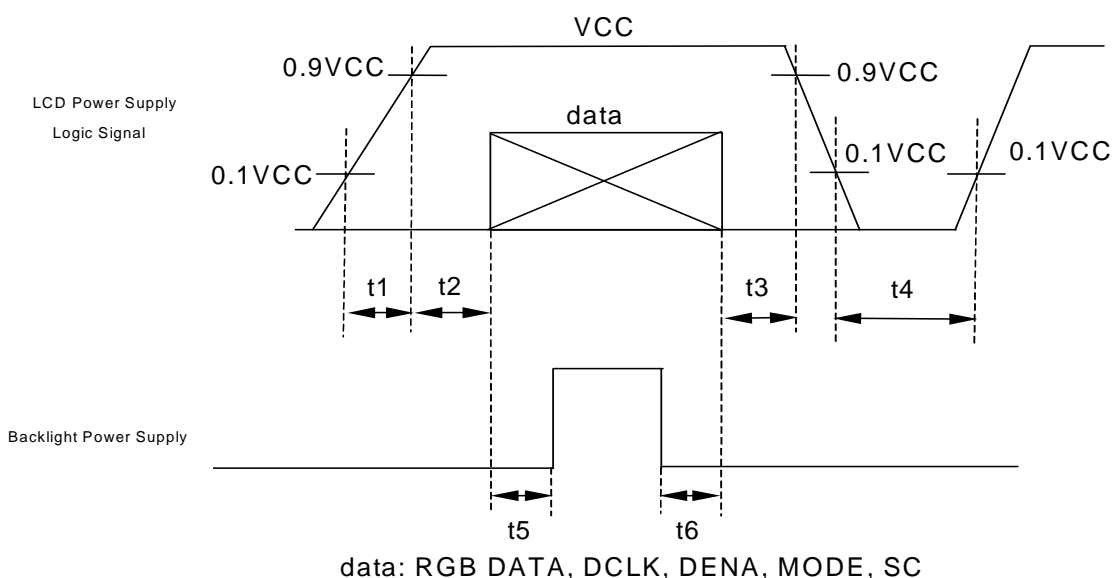 VCC
0.9VCC
0.9VCC
LCD Power Supply
Logic Signal
data
0.1VCC
0.1VCC
0.1VCC
t1
t2
t3
t4
Backlight Power Supply
t5
t6
data: RGB DATA, DCLK, DENA, MODE, SC